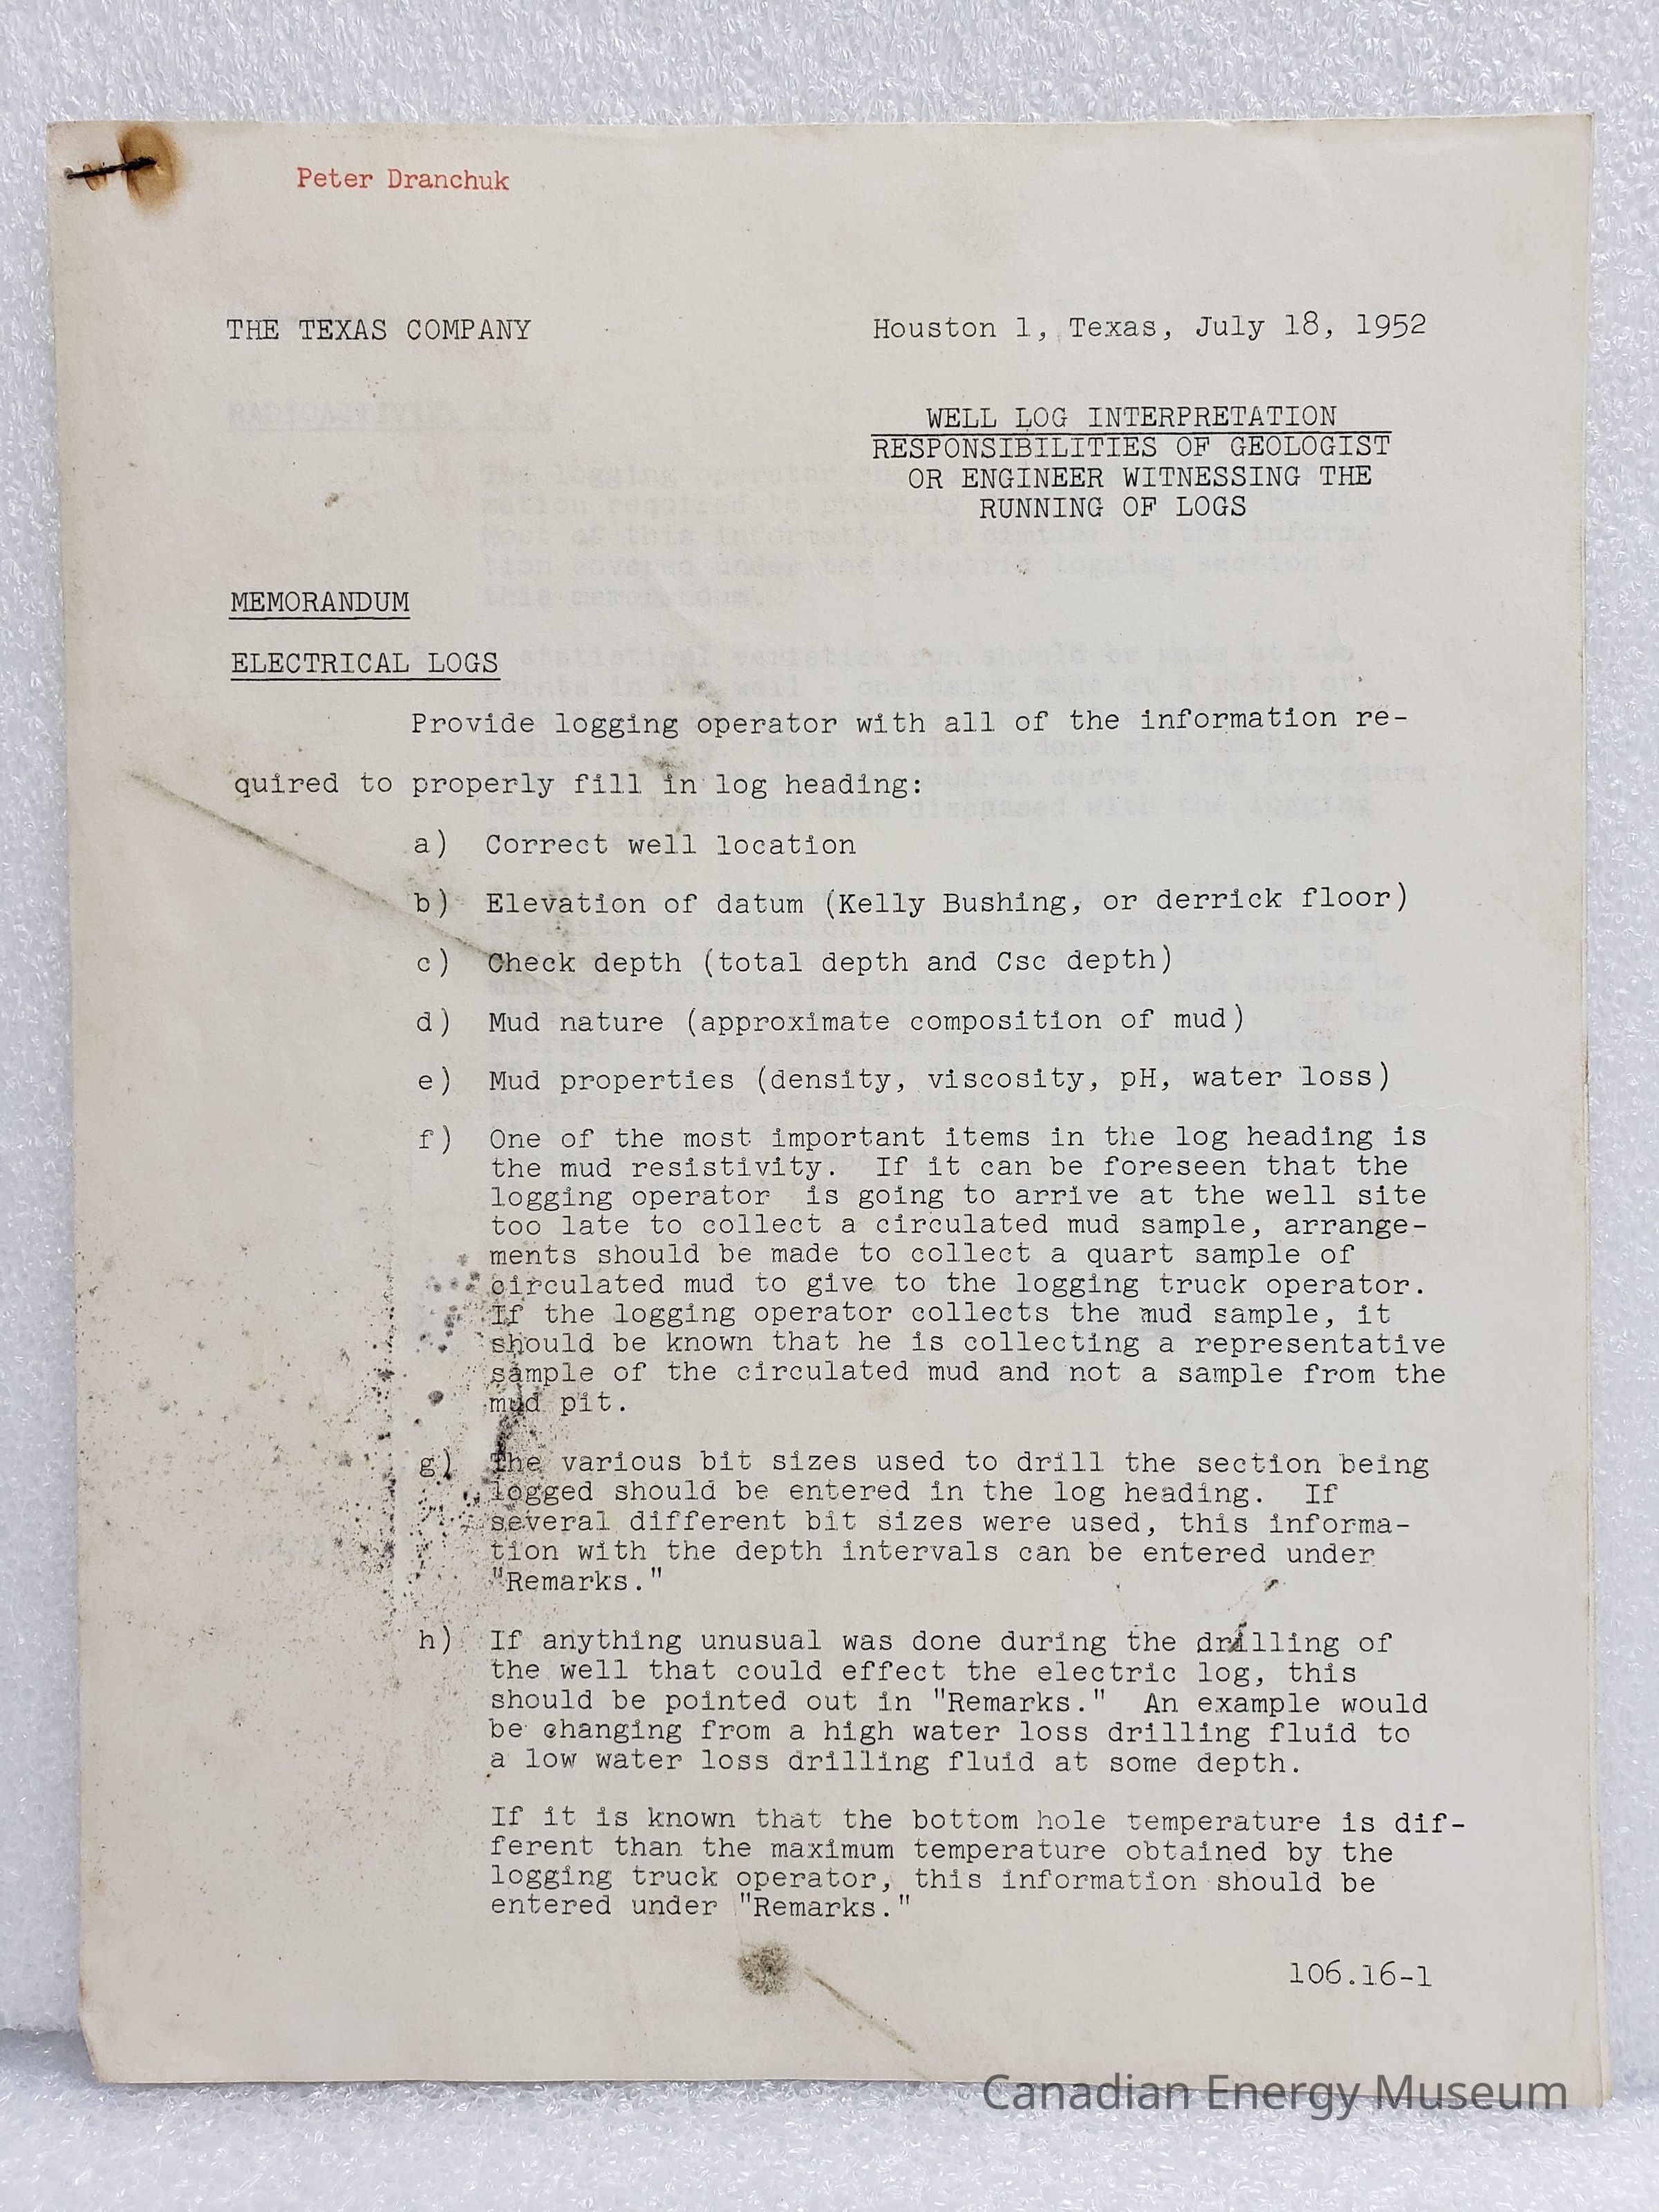 Peter Dranchuk
THE TEXAS COMPANY
Houston 1, Texas, July 18, 1952
WELL LOG INTERPRETATION
RESPONSIBILITIES OF GEOLOGIST
OR ENGINEER WITNESSING THE
RUNNING OF LOGS
MEMORANDUM
ELECTRICAL LOGS
Provide logging operator with all of the information re-
quired to properly fill in log heading:
a) Correct well location
b) Elevation of datum (Kelly Bushing, or derrick floor)
c) Check depth (total depth and Csc depth)
d) Mud nature (approximate composition of mud)
e) Mud properties (density, viscosity, pH, water loss)
f) One of the most important items in the log heading is
the mud resistivity. If it can be foreseen that the
logging operator is going to arrive at the well site
too late to collect a circulated mud sample, arrange-
ments should be made to collect a quart sample of
circulated mud to give to the logging truck operator.
If the logging operator collects the mud sample, it
should be known that he is collecting a representative
sample of the circulated mud and not a sample from the
mud pit.
g) The various bit sizes used to drill the section being
logged should be entered in the log heading. If
several different bit sizes were used, this informa-
tion with the depth intervals can be entered under
"Remarks."
h) If anything unusual was done during the drilling of
the well that could effect the electric log, this
should be pointed out in "Remarks." An example would
be changing from a high water loss drilling fluid to
a low water loss drilling fluid at some depth.
If it is known that the bottom hole temperature is dif-
ferent than the maximum temperature obtained by the
logging truck operator, this information should be
entered under "Remarks."
106.16-1
Canadian Energy Museum